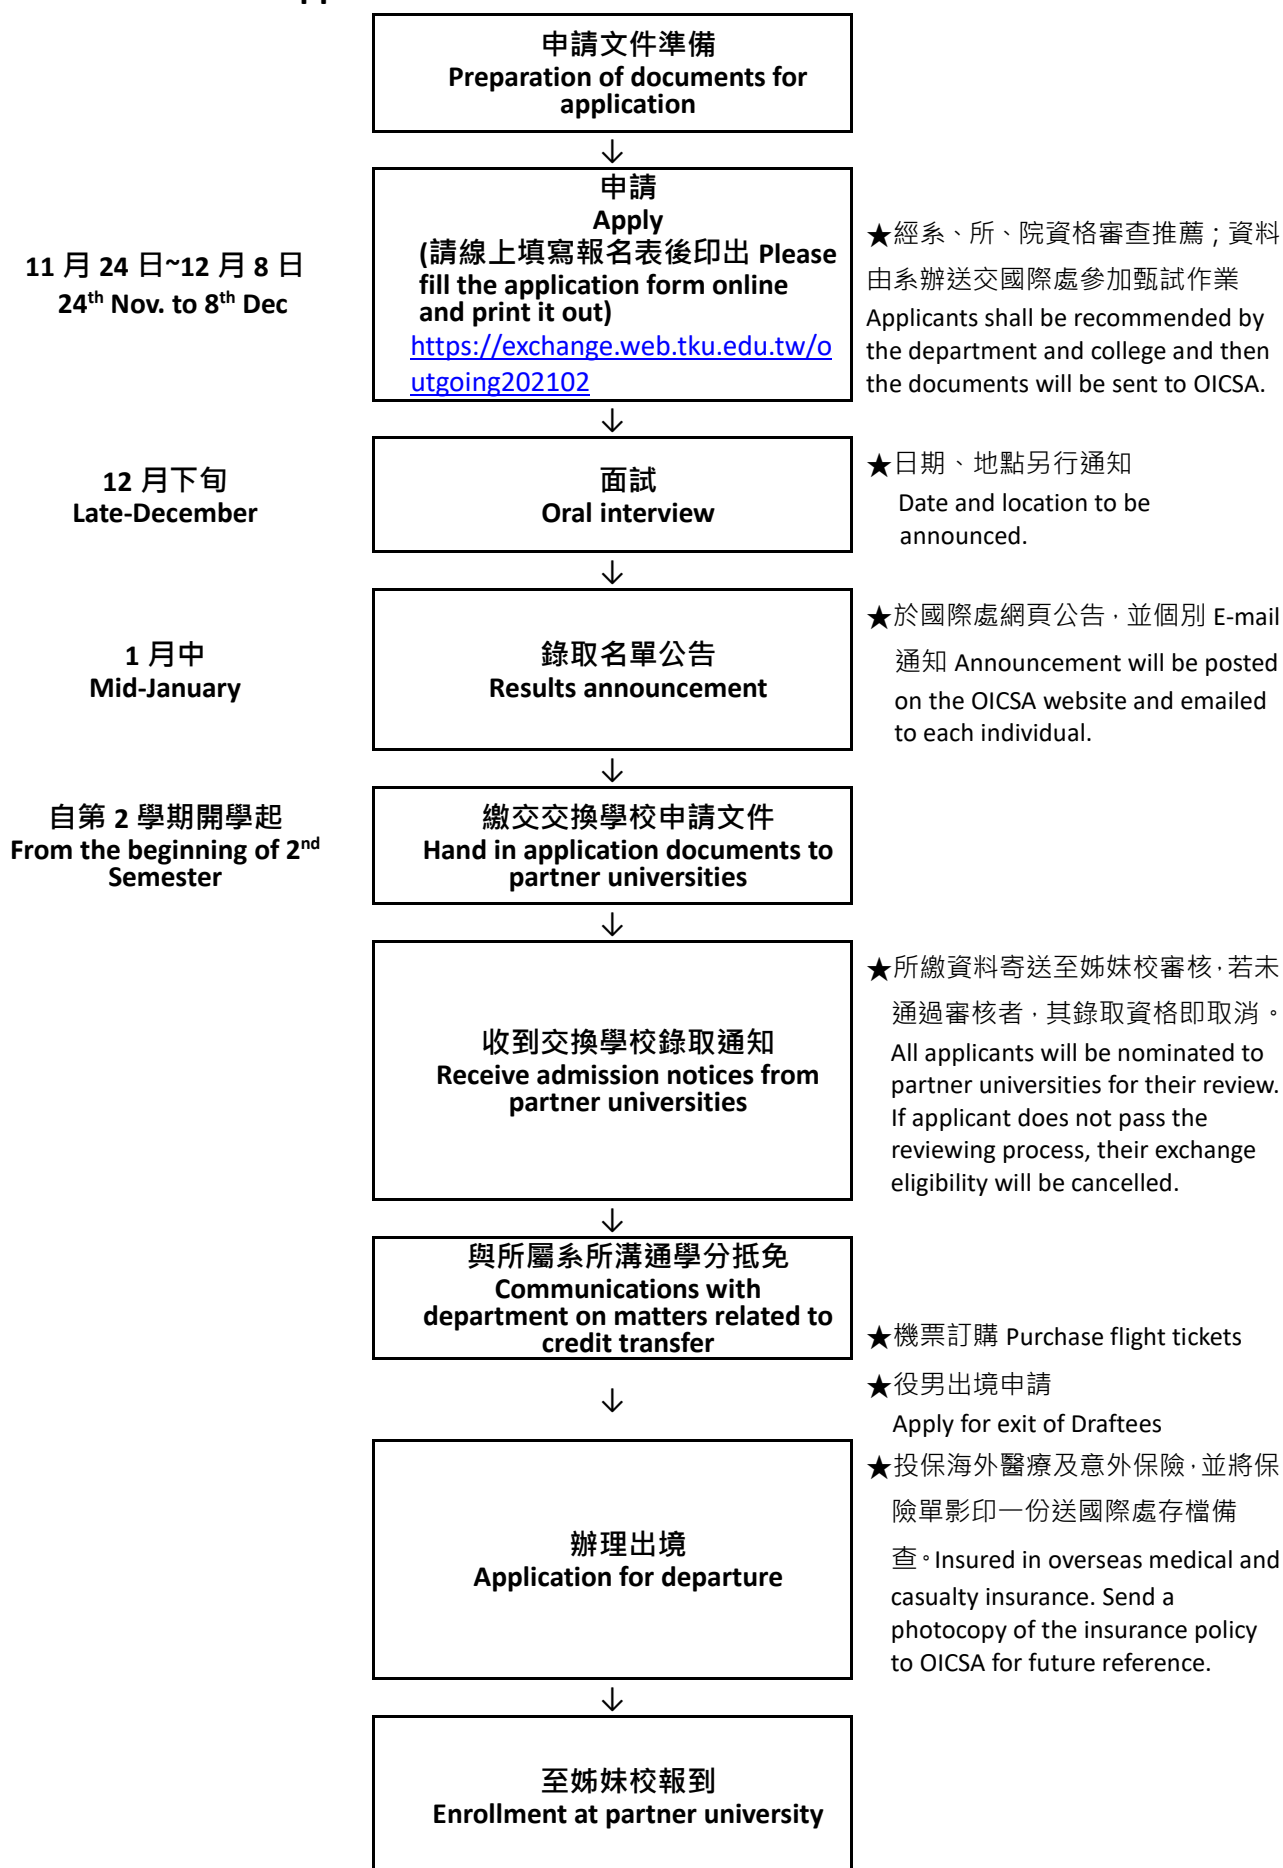 申請文件準備
Preparation of documents for
application
↓
申請
Apply
(請線上填寫報名表後印出 Please
fill the application form online
and print it out)
https://exchange.web.tku.edu.tw/o
utgoing202102
11 月 24 日~12 月 8 日
24th Nov. to 8th Dec
★經系、所、院資格審查推薦；資料
由系辦送交國際處參加甄試作業
Applicants shall be recommended by
the department and college and then
the documents will be sent to OICSA.
↓
12 月下旬
Late-December
面試
Oral interview
★日期、地點另行通知
Date and location to be
announced.
↓
1 月中
Mid-January
錄取名單公告
Results announcement
★於國際處網頁公告，並個別 E-mail
通知 Announcement will be posted
on the OICSA website and emailed
to each individual.
↓
自第 2 學期開學起
From the beginning of 2nd
Semester
繳交交換學校申請文件
Hand in application documents to
partner universities
↓
收到交換學校錄取通知
Receive admission notices from
partner universities
★所繳資料寄送至姊妹校審核，若未
通過審核者，其錄取資格即取消。
All applicants will be nominated to
partner universities for their review.
If applicant does not pass the
reviewing process, their exchange
eligibility will be cancelled.
↓
與所屬系所溝通學分抵免
Communications with
department on matters related to
credit transfer
↓
★機票訂購 Purchase flight tickets
★役男出境申請
Apply for exit of Draftees
★投保海外醫療及意外保險，並將保
險單影印一份送國際處存檔備
查。Insured in overseas medical and
casualty insurance. Send a
photocopy of the insurance policy
to OICSA for future reference.
辦理出境
Application for departure
↓
至姊妹校報到
Enrollment at partner university